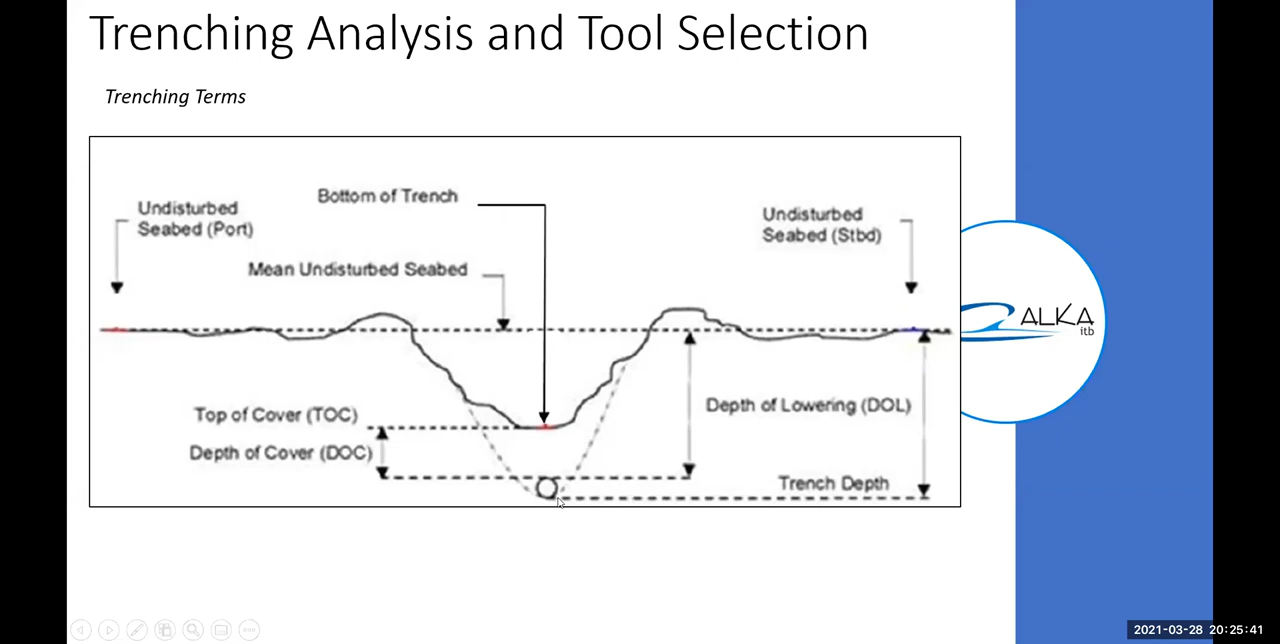 Trenching Analysis and Tool Selection
Trenching Terms
Bottom of Trench
Undisturbed
Seabed (Port)
Undisturbed
Seabed (Stbd)
Mean Undisturbed Seabed
ALKA
itb
Top of Cover (TOC)
Depth of Lowering (DOL)
Depth of Cover (DOC)
Trench Depth
2021-03-28 20:25:41